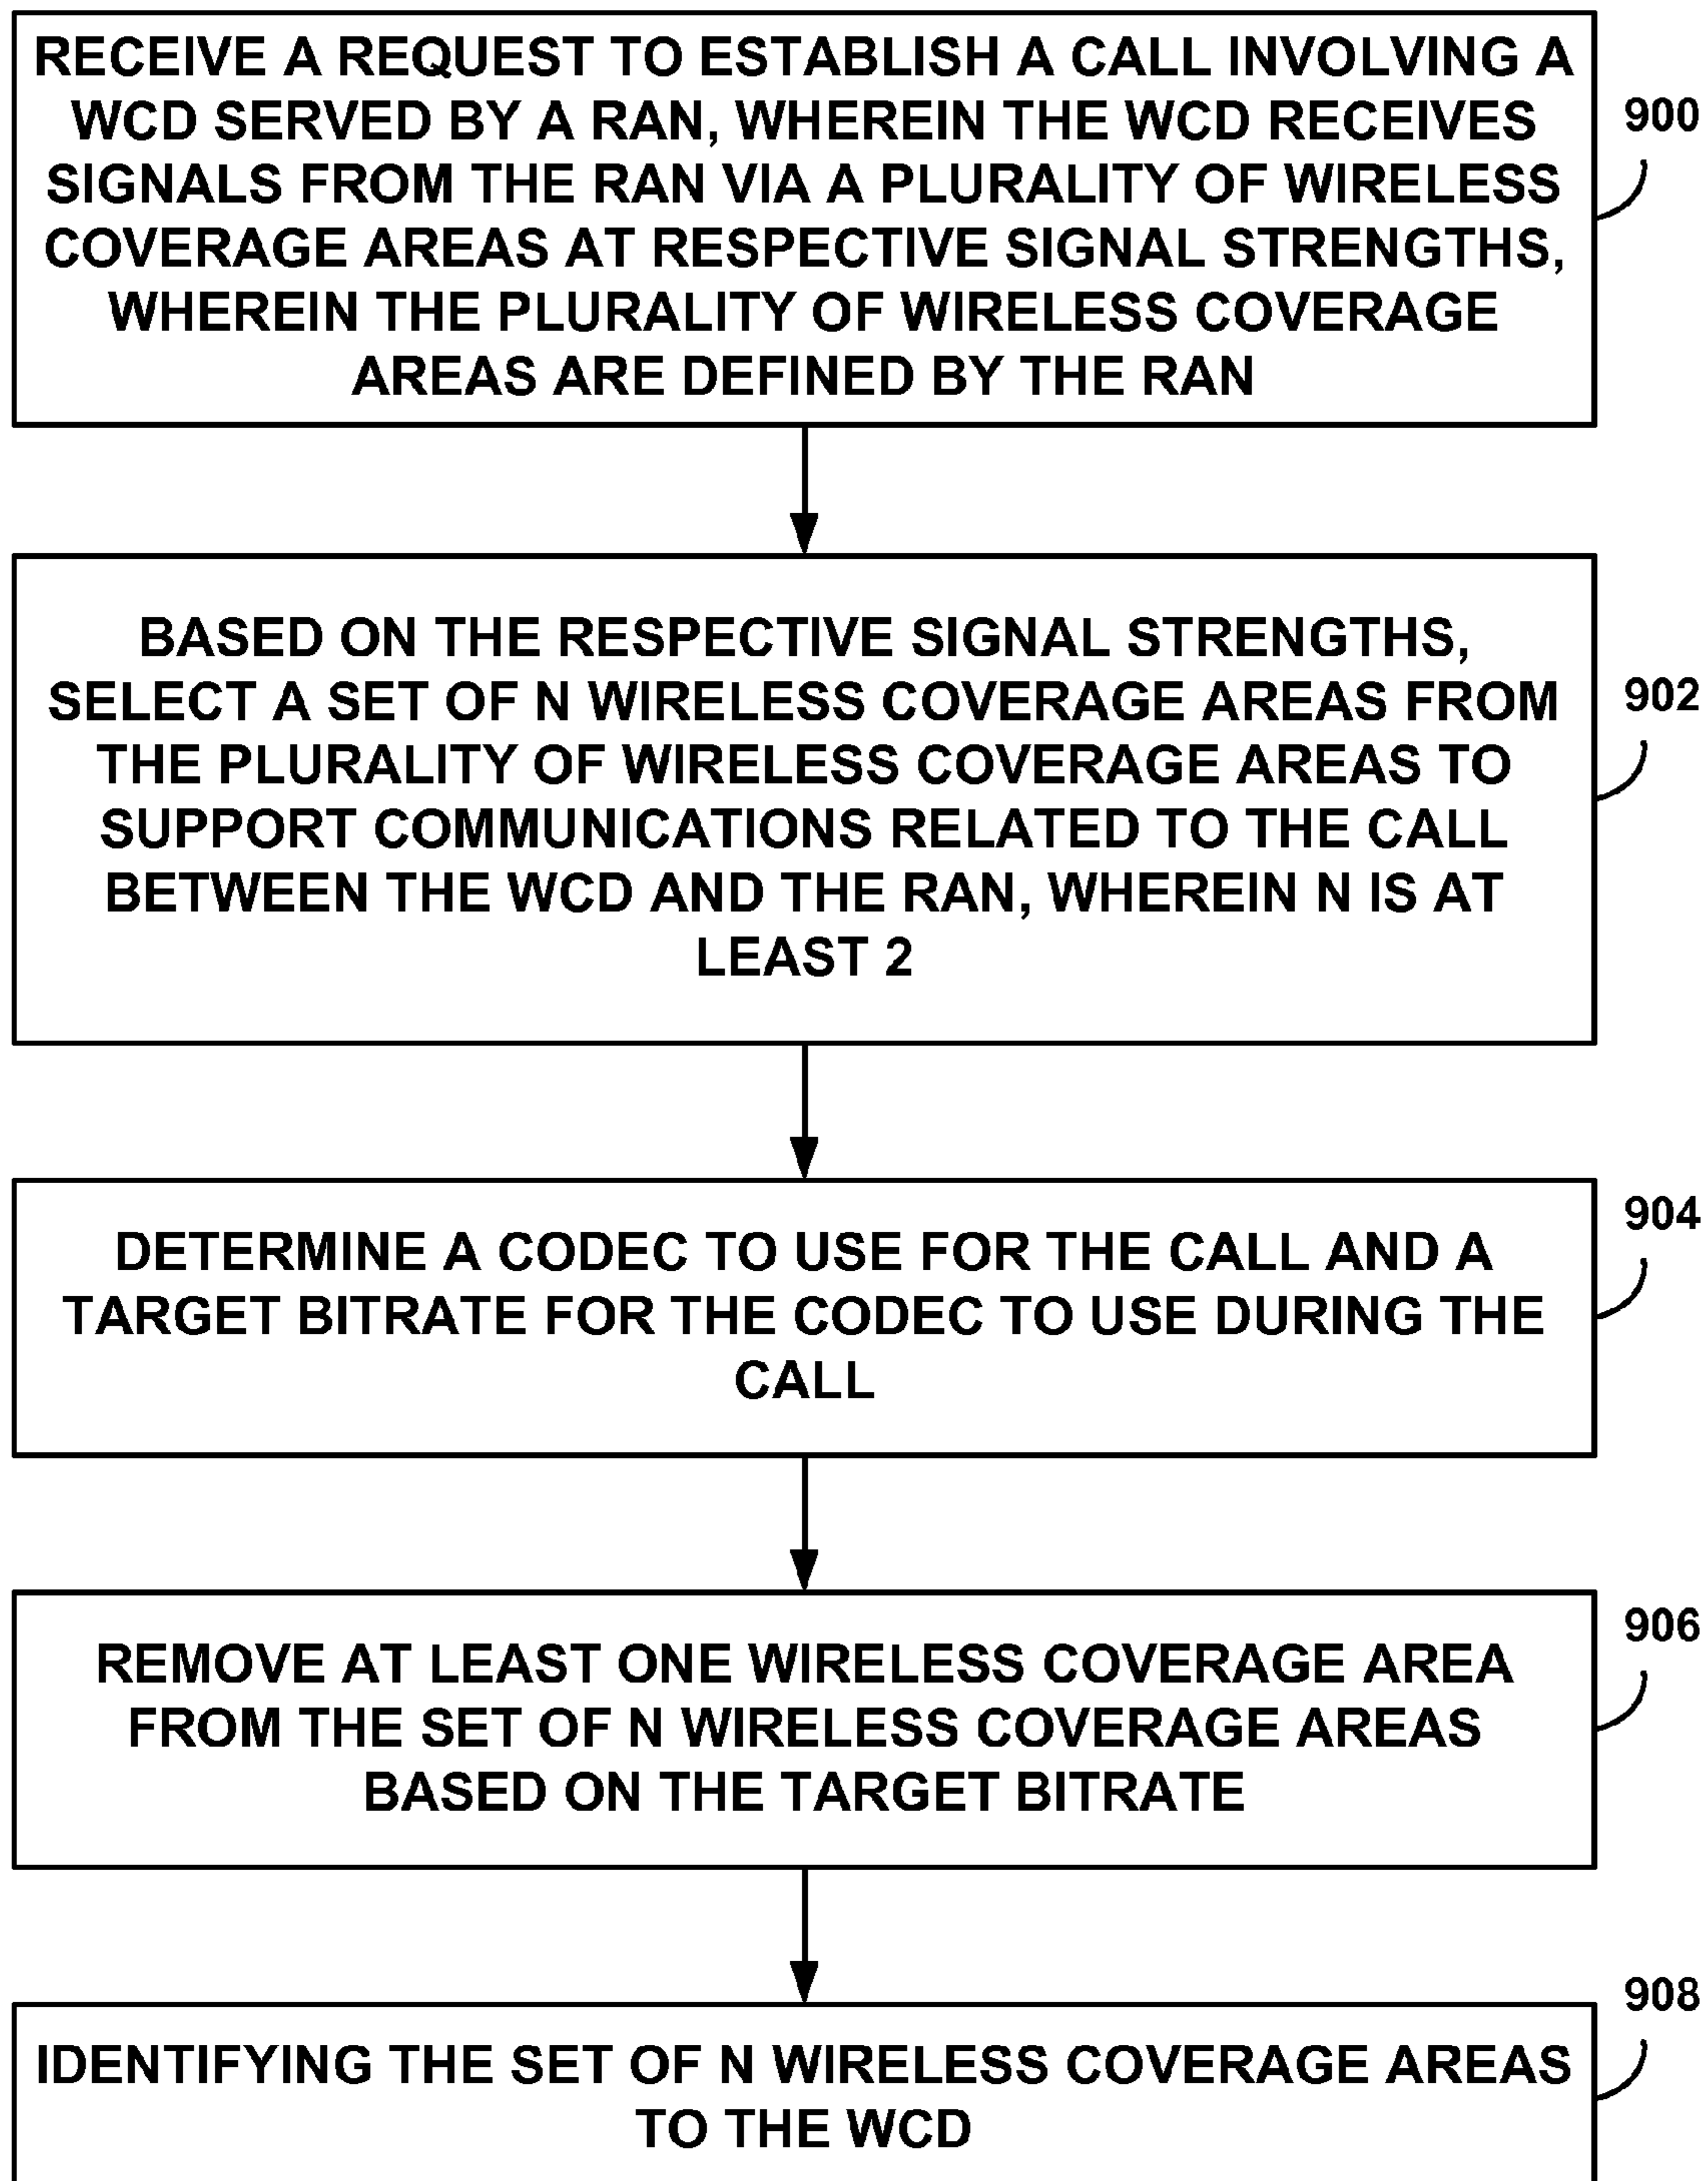 RECEIVE A REQUEST TO ESTABLISH A CALL INVOLVING A
WCD SERVED BY A RAN, WHEREIN THE WCD RECEIVES
SIGNALS FROM THE RAN VIA A PLURALITY OF WIRELESS
COVERAGE AREAS AT RESPECTIVE SIGNAL STRENGTHS,
WHEREIN THE PLURALITY OF WIRELESS COVERAGE
AREAS ARE DEFINED BY THE RAN
900
BASED ON THE RESPECTIVE SIGNAL STRENGTHS,
SELECT A SET OF N WIRELESS COVERAGE AREAS FROM
THE PLURALITY OF WIRELESS COVERAGE AREAS TO
SUPPORT COMMUNICATIONS RELATED TO THE CALL
BETWEEN THE WCD AND THE RAN, WHEREIN N IS AT
LEAST 2
902
DETERMINE A CODEC TO USE FOR THE CALL AND A
TARGET BITRATE FOR THE CODEC TO USE DURING THE
CALL
904
REMOVE AT LEAST ONE WIRELESS COVERAGE AREA
FROM THE SET OF N WIRELESS COVERAGE AREAS
BASED ON THE TARGET BITRATE
906
IDENTIFYING THE SET OF N WIRELESS COVERAGE AREAS
TO THE WCD
908